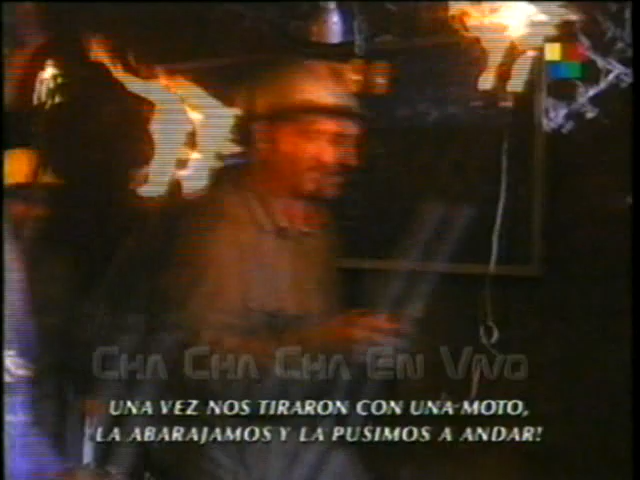 Cha Cha Cha En Vivo
UNA VEZ NOS TIRARON CON UNA MOTO,
LA ABARAJAMOS Y LA PUSIMOS A ANDAR!